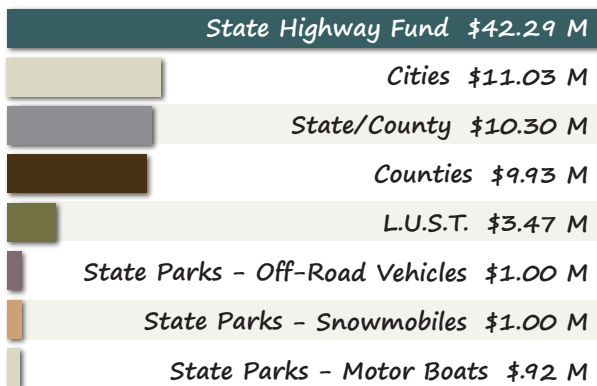 State Highway Fund $42.29 M
Cities $11.03 M
State/County $10.30 M
Counties $9.93 M
L.U.S.T. $3.47 M
State Parks - Off-Road Vehicles $1.00 M
State Parks - Snowmobiles $1.00 M
State Parks - Motor Boats $.92 M